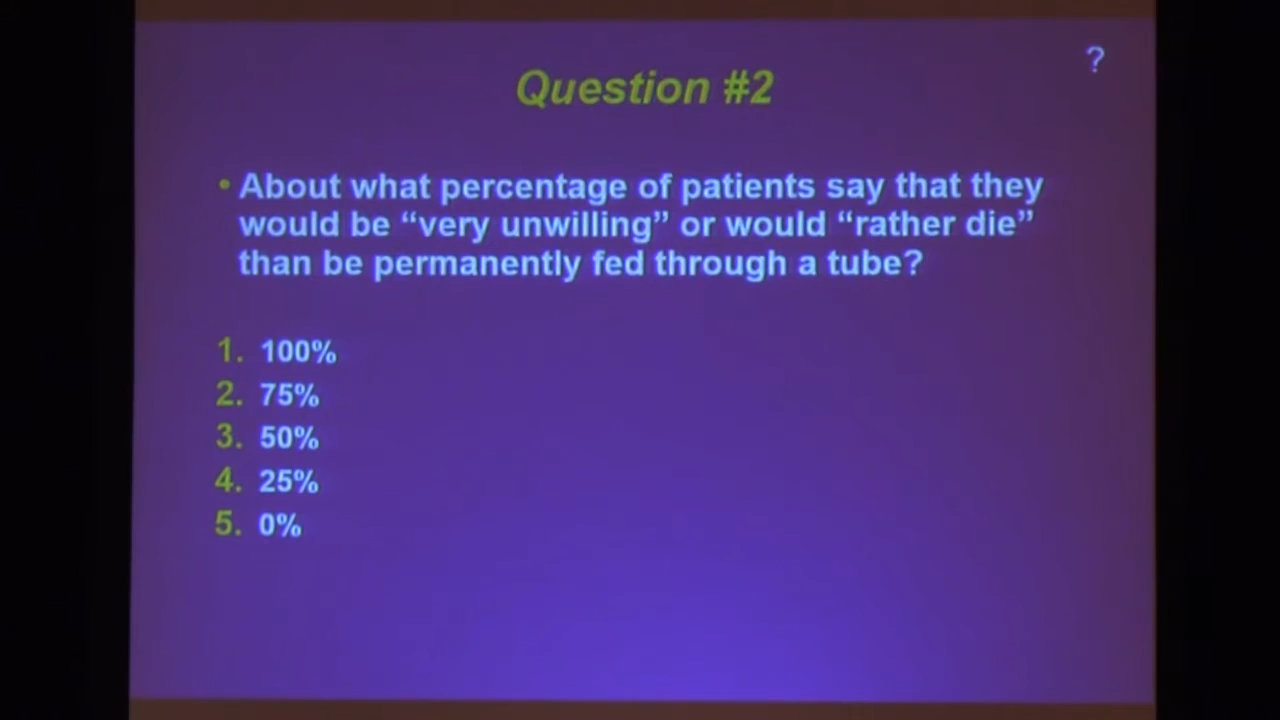 ?
Question #2
• About what percentage of patients say that they
would be “very unwilling” or would “rather die”
than be permanently fed through a tube?
1. 100%
2. 75%
3. 50%
4. 25%
5. 0%